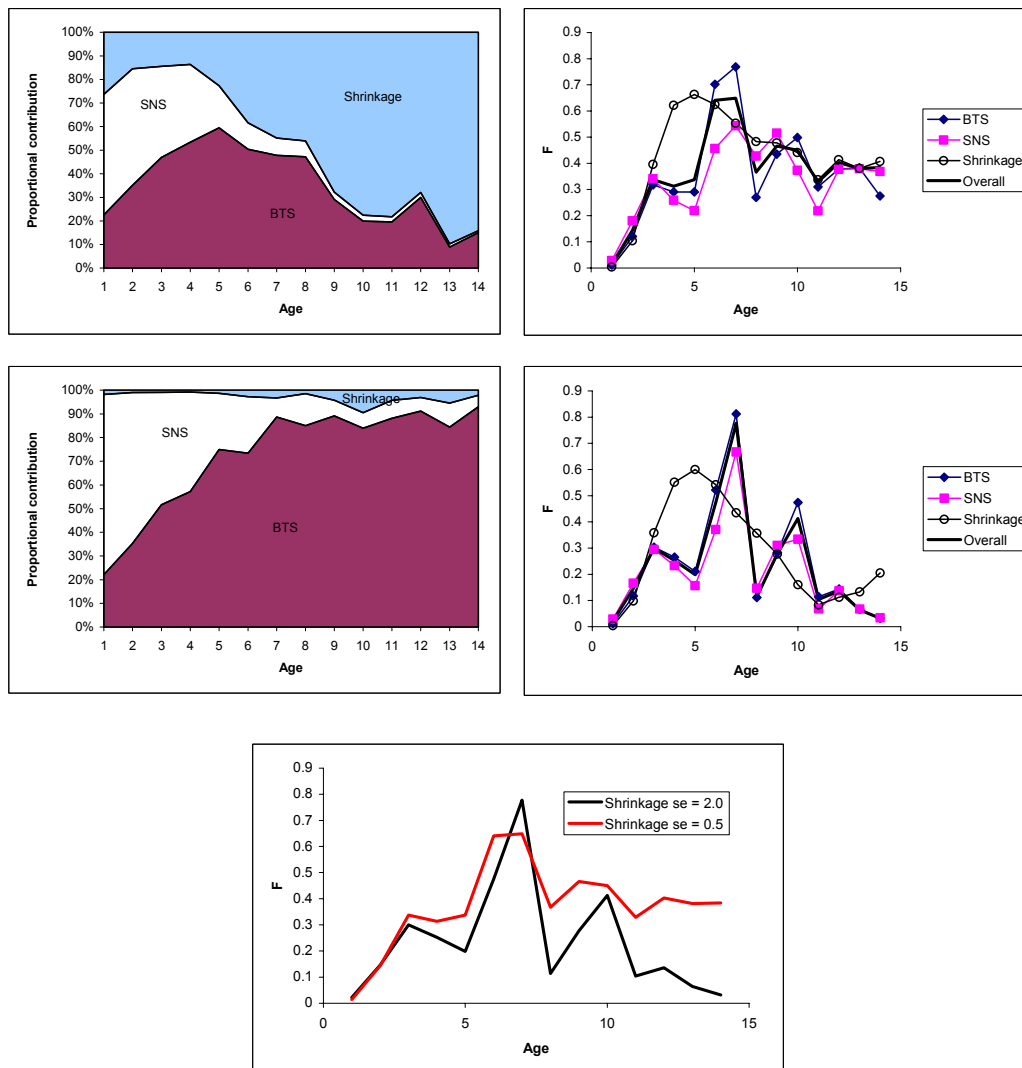 Proportional contribution
100%
90%
80%
70%
60%
50%
40%
30%
20%
10%
0%
SNS
Shrinkage
BTS
1 2 3 4 5 6 7 8 9 10 11 12 13 14
Age
F
0.9
0.8
0.7
0.6
0.5
0.4
0.3
0.2
0.1
0
0 5 10 15
Age
BTS
SNS
Shrinkage
Overall
Proportional contribution
100%
90%
80%
70%
60%
50%
40%
30%
20%
10%
0%
Shrinkage
SNS
BTS
1 2 3 4 5 6 7 8 9 10 11 12 13 14
Age
F
0.9
0.8
0.7
0.6
0.5
0.4
0.3
0.2
0.1
0
0 5 10 15
Age
BTS
SNS
Shrinkage
Overall
F
0.9
0.8
0.7
0.6
0.5
0.4
0.3
0.2
0.1
0
0 5 10 15
Age
Shrinkage se = 2.0
Shrinkage se = 0.5